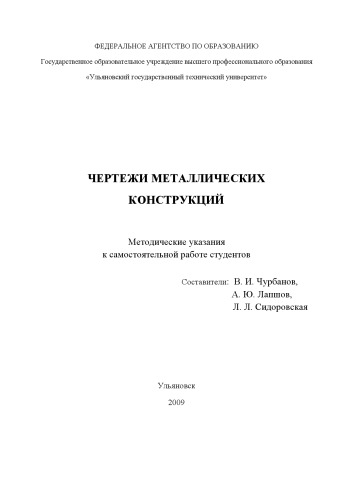 ФЕДЕРАЛЬНОЕ АГЕНТСТВО ПО ОБРАЗОВАНИЮ
Государственное образовательное учреждение высшего профессионального образования
«Ульяновский государственный технический университет»
ЧЕРТЕЖИ МЕТАЛЛИЧЕСКИХ
КОНСТРУКЦИЙ
Методические указания
к самостоятельной работе студентов
Составители: В. И. Чурбанов,
А. Ю. Лапшов,
Л. Л. Сидоровская
Ульяновск
2009